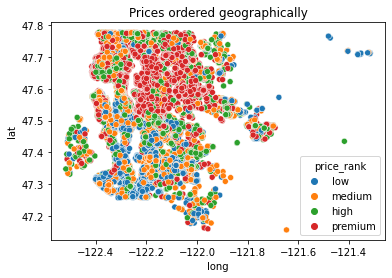 Prices ordered geographically
47.8
47.7
47.6
47.5
47.4
47.3
47.2
lat
price_rank
low
medium
high
premium
−122.4 −122.2 −122.0 −121.8 −121.6 −121.4
long